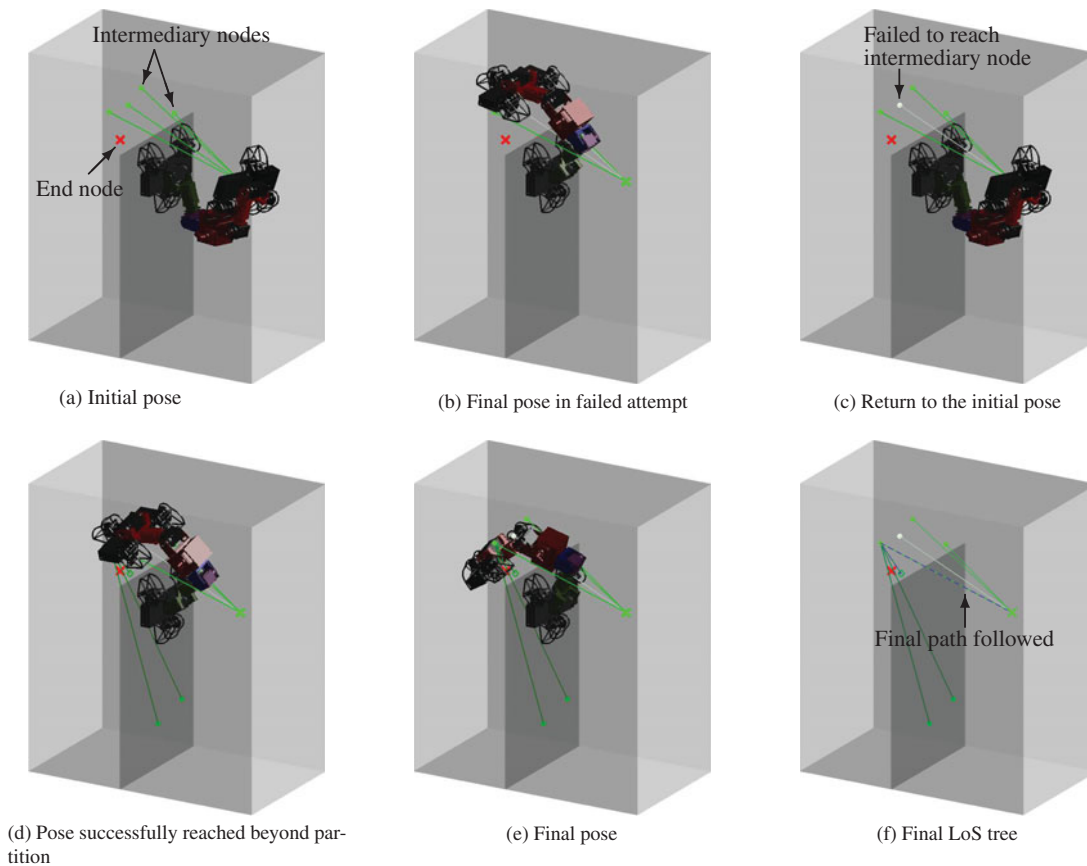 Intermediary nodes
End node
(a) Initial pose
(b) Final pose in failed attempt
Failed to reach
intermediary node
(c) Return to the initial pose
(d) Pose successfully reached beyond par-
tition
(e) Final pose
Final path followed
(f) Final LoS tree